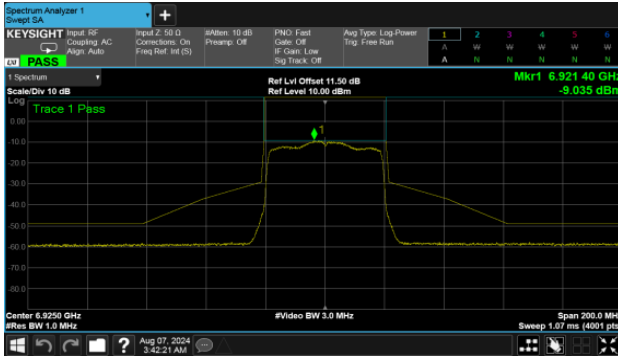 Spectrum Analyzer 1
Swept SA
KEYSIGHT
Input: RF
Coupling: AC
Align: Auto
Input Z: 50 Ω
Corrections: On
Freq Ref: Int (S)
#Atten: 10 dB
Preamp: Off
PNO: Fast
Gate: Off
IF Gain: Low
Sig Track: Off
Avg Type: Log-Power
Trig: Free Run
1 2 3 4 5 6
A W W W W W
A N N N N N
PASS
1 Spectrum
Scale/Div 10 dB
Ref Lvl Offset 11.50 dB
Ref Level 10.00 dBm
Mkr1 6.921 40 GHz
-9.035 dBm
Log
Trace 1 Pass
1
0.00
-10.0
-20.0
-30.0
-40.0
-50.0
-60.0
-70.0
-80.0
Center 6.9250 GHz
#Res BW 1.0 MHz
#Video BW 3.0 MHz
Span 200.0 MHz
Sweep 1.07 ms (4001 pts
Aug 07, 2024
3:42:21 AM